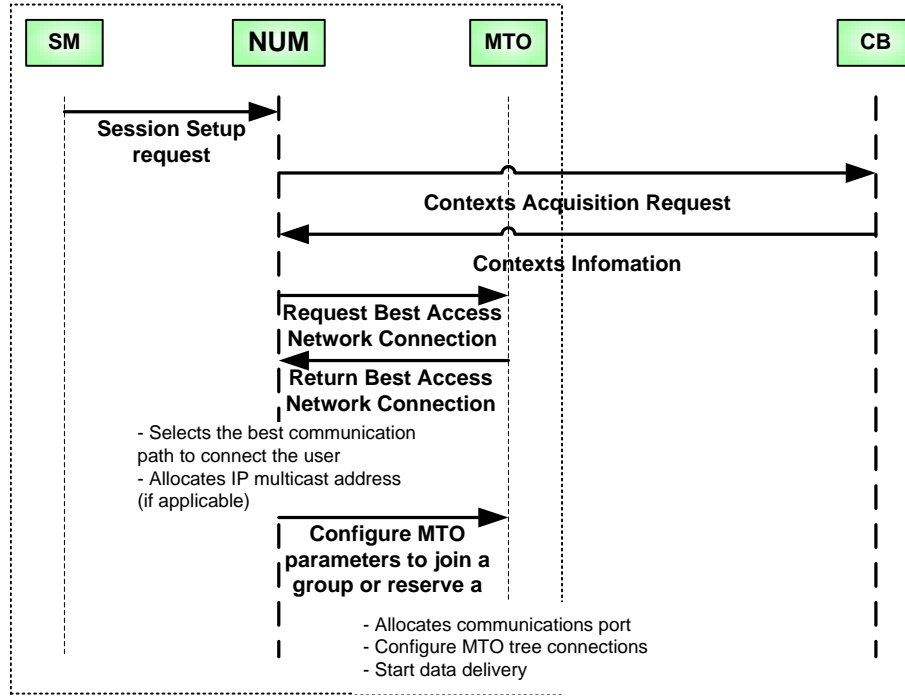 SM
NUM
MTO
CB
Session Setup
request
Contexts Acquisition Request
Contexts Infomation
Request Best Access
Network Connection
Return Best Access
Network Connection
- Selects the best communication
path to connect the user
- Allocates IP multicast address
(if applicable)
Configure MTO
parameters to join a
group or reserve a
- Allocates communications port
- Configure MTO tree connections
- Start data delivery